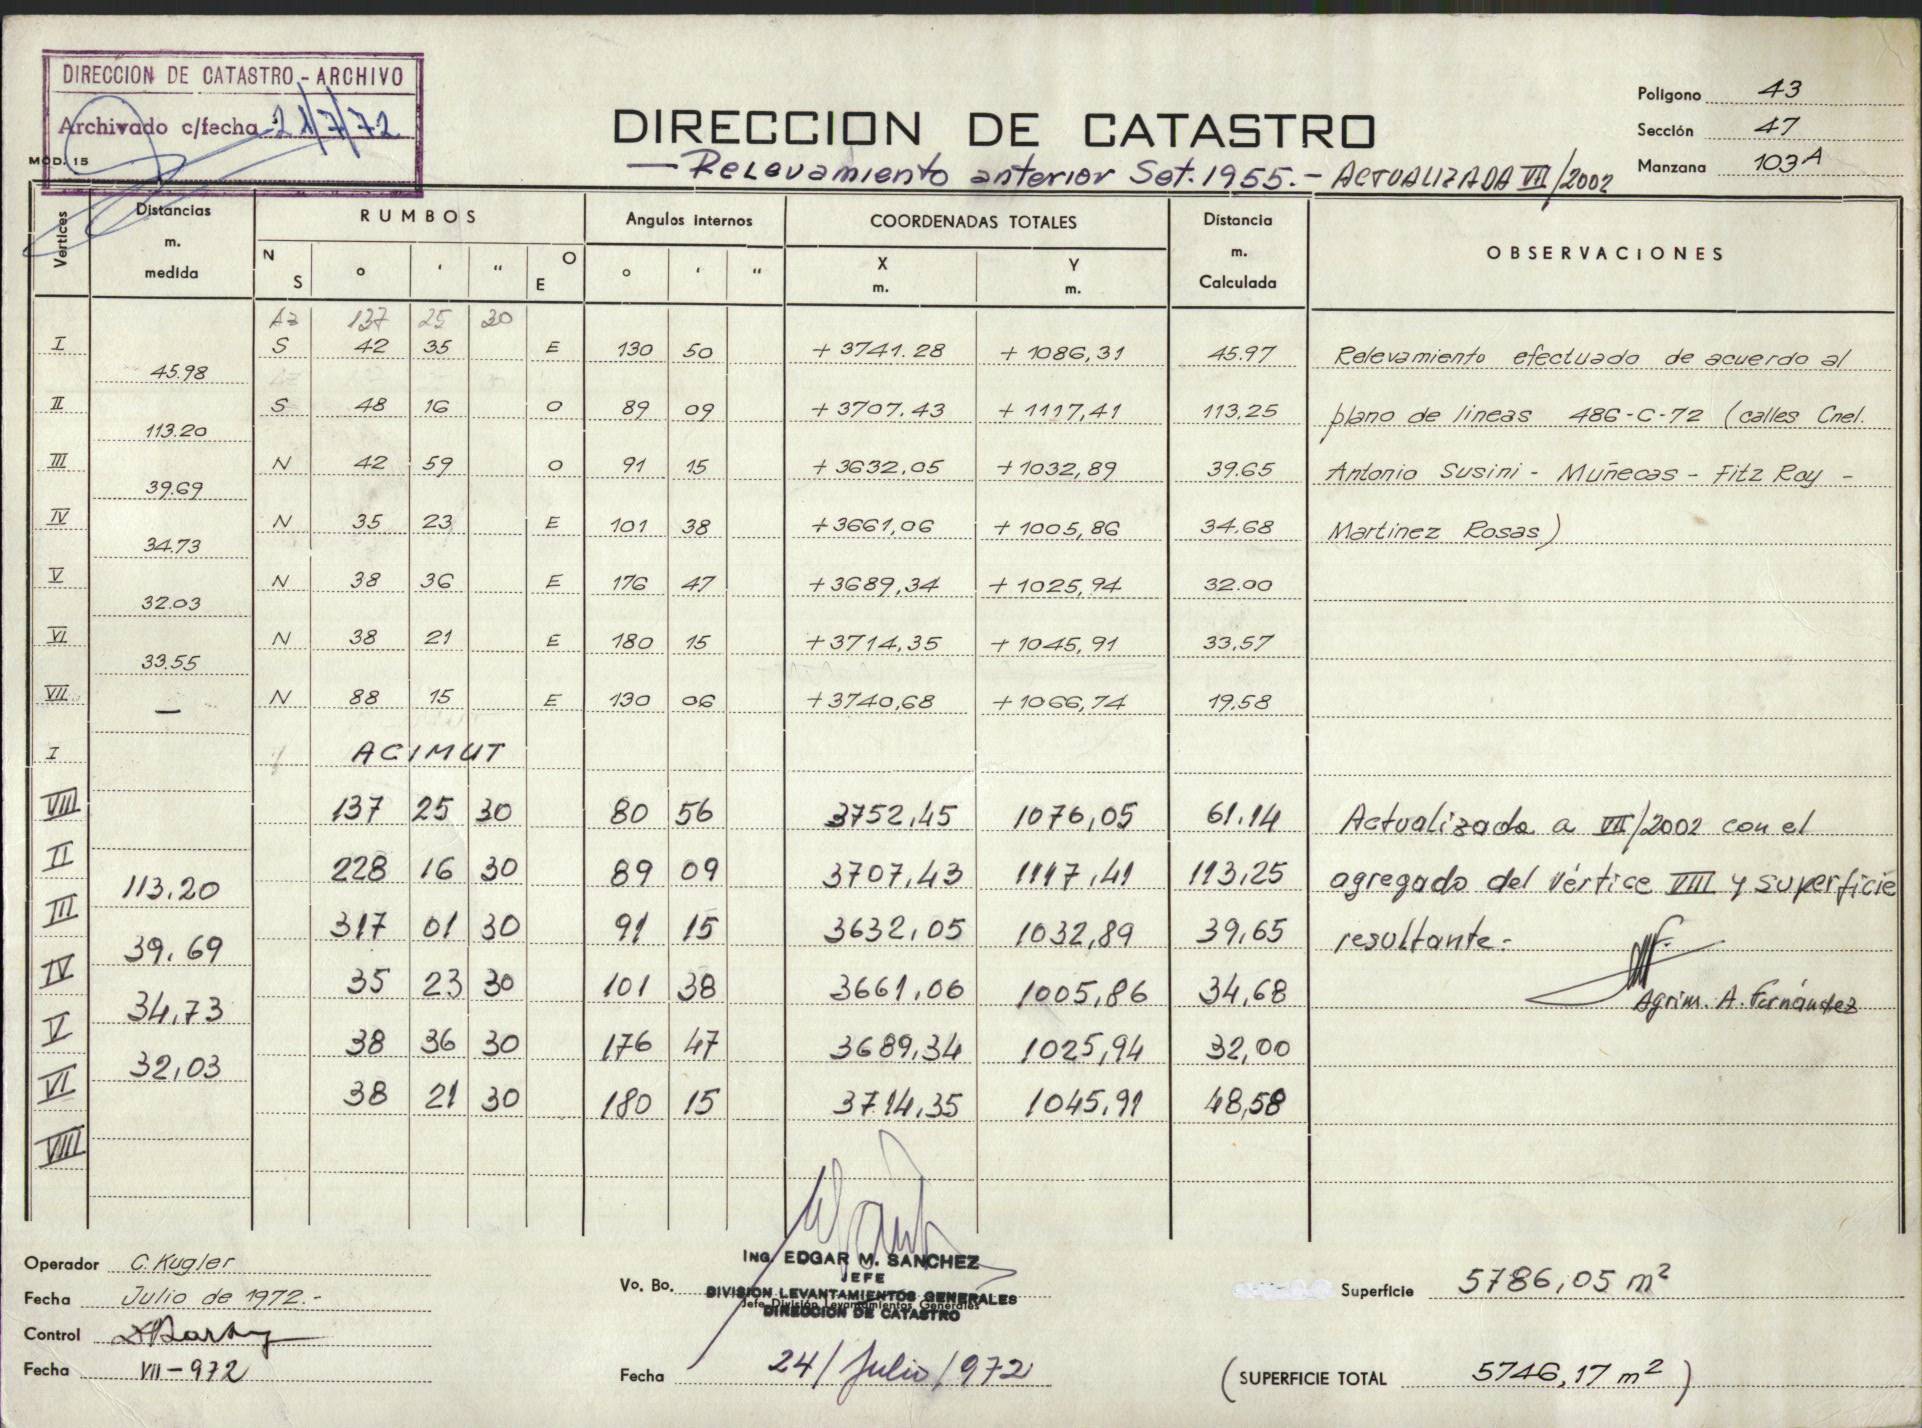 DIRECCION DE CATASTRO - ARCHIVO
Archivado c/fecha 21/7/72
MOD. 15
DIRECCION DE CATASTRO
— Relevamiento anterior Set. 1955.- ACTUALIZADA VII/2002
Poligono 43
Sección 47
Manzana 103A
Vertices Distancias m. medida RUMBOS Angulos internos COORDENADAS TOTALES Distancia m. Calculada OBSERVACIONES
N S ° ' " O E ° ' " X m. Y m.
Az 137 25 30
I S 42 35 E 130 50 + 3741.28 + 1086,31 45.97 Relevamiento efectuado de acuerdo al
45.98
II S 48 16 O 89 09 + 3707.43 + 1117,41 113.25 plano de lineas 486-C-72 (calles Cnel.
113.20
III N 42 59 O 91 15 + 3632,05 + 1032,89 39.65 Antonio Susini - Muñecas - Fitz Roy -
39.69
IV N 35 23 E 101 38 + 3661,06 + 1005,86 34.68 Martinez Rosas)
34.73
V N 38 36 E 176 47 + 3689,34 + 1025,94 32.00
32.03
VI N 38 21 E 180 15 + 3714,35 + 1045,91 33,57
33.55
VII N 88 15 E 130 06 + 3740,68 + 1066,74 19.58
—
I ACIMUT
VIII 137 25 30 80 56 3752,45 1076,05 61.14 Actualizada a VII/2002 con el
II 228 16 30 89 09 3707,43 1117,41 113,25 agregado del vértice VIII y superficie
113.20
III 317 01 30 91 15 3632,05 1032,89 39,65 resultante.-
39,69
IV 35 23 30 101 38 3661,06 1005,86 34,68 Agrim. A. Fernández
34,73
V 38 36 30 176 47 3689,34 1025,94 32,00
32,03
VI 38 21 30 180 15 3714,35 1045,91 48,58
VIII
Operador C. Kugler
Fecha Julio de 1972.-
Control
Fecha VII-972
Vo. Bo. ING. EDGAR M. SANCHEZ
JEFE
DIVISION LEVANTAMIENTOS GENERALES
Jefe División Levantamientos Generales
DIRECCION DE CATASTRO
Fecha 24/Julio/972
Superficie 5786,05 m²
(SUPERFICIE TOTAL 5746,17 m²)